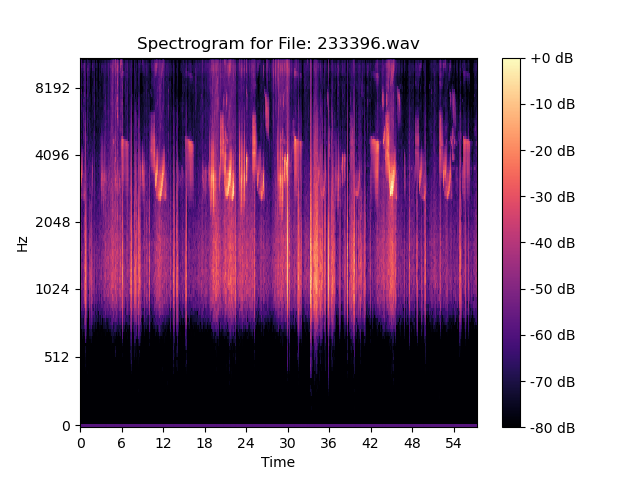 Spectrogram for File: 233396.wav
8192
4096
2048
1024
512
0
Hz
0 6 12 18 24 30 36 42 48 54
Time
+0 dB
-10 dB
-20 dB
-30 dB
-40 dB
-50 dB
-60 dB
-70 dB
-80 dB